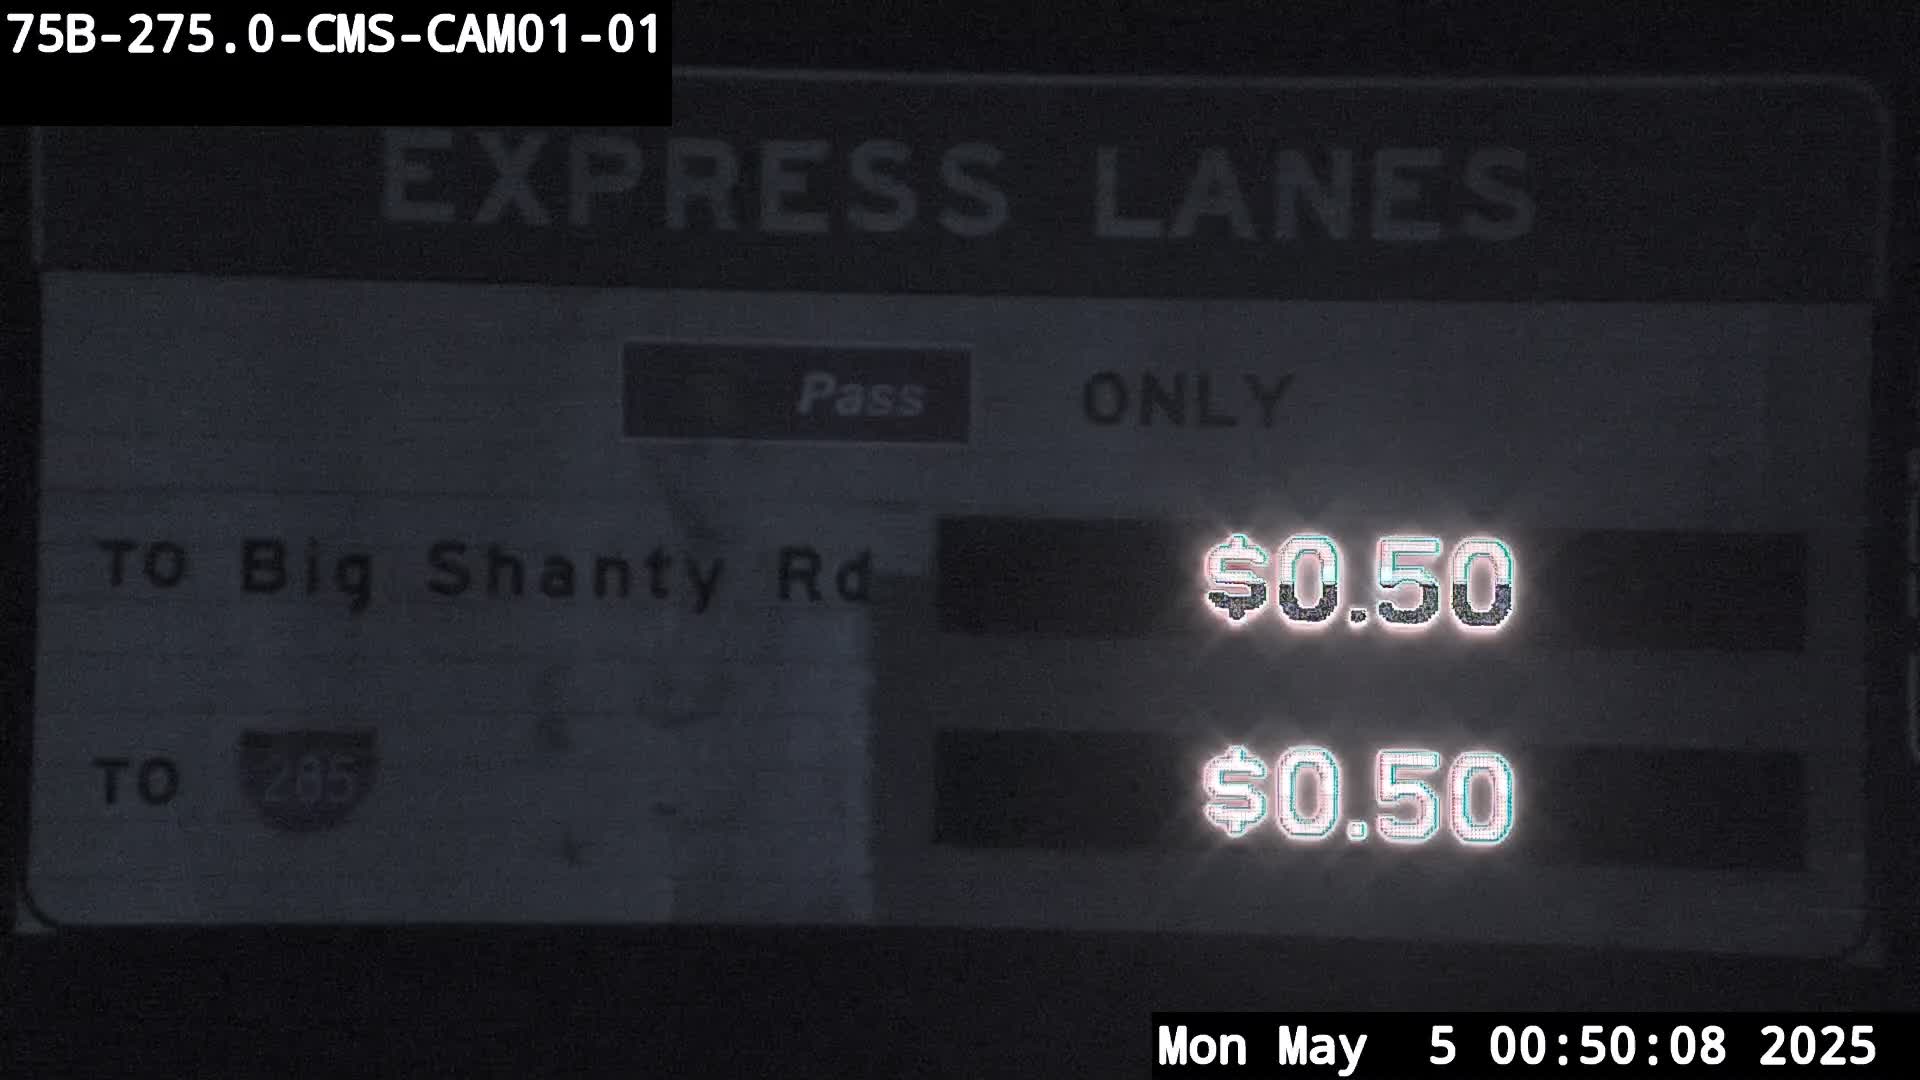 75B-275.0-CMS-CAM01-01
EXPRESS LANES
Pass ONLY
TO Big Shanty Rd $0.50
TO 285 $0.50
Mon May 5 00:50:08 2025